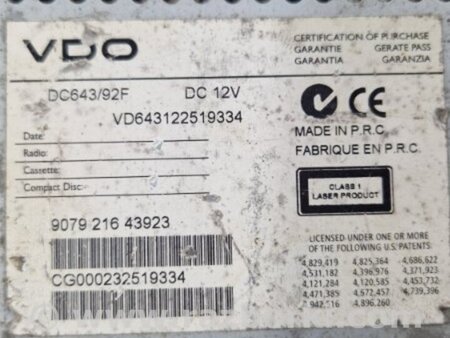 VDO
CERTIFICATION OF PURCHASE
GARANTIE GERATE PASS
GARANTIA GARANZIA
DC643/92F DC 12V
VD643122519334
CE
Date:
Radio:
Cassette:
Compact Disc:
MADE IN P.R.C.
FABRIQUE EN P.R.C.
CLASS 1
LASER PRODUCT
9079 216 43923
CG000232519334
LICENSED UNDER ONE OR MORE
OF THE FOLLOWING U.S. PATENTS:
4,829,419 4,825,364 4,686,622
4,531,182 4,396,976 4,371,923
4,121,284 4,120,585 4,453,732
4,471,385 4,672,457 4,739,396
4,896,260